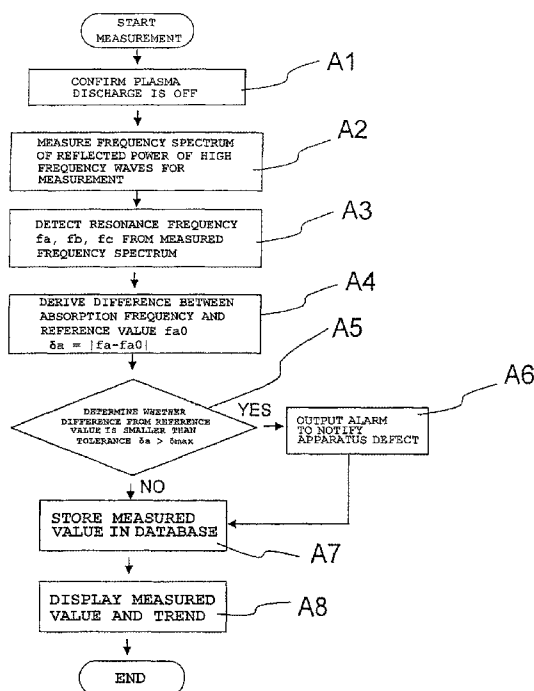 START
MEASUREMENT
A1
CONFIRM PLASMA
DISCHARGE IS OFF
A2
MEASURE FREQUENCY SPECTRUM
OF REFLECTED POWER OF HIGH
FREQUENCY WAVES FOR
MEASUREMENT
A3
DETECT RESONANCE FREQUENCY
fa, fb, fc FROM MEASURED
FREQUENCY SPECTRUM
A4
DERIVE DIFFERENCE BETWEEN
ABSORPTION FREQUENCY AND
REFERENCE VALUE fa0
δa = |fa-fa0|
A5
DETERMINE WHETHER
DIFFERENCE FROM REFERENCE
VALUE IS SMALLER THAN
TOLERANCE δa > δmax
YES
A6
OUTPUT ALARM
TO NOTIFY
APPARATUS DEFECT
NO
STORE MEASURED
VALUE IN DATABASE
A7
DISPLAY MEASURED
VALUE AND TREND
A8
END